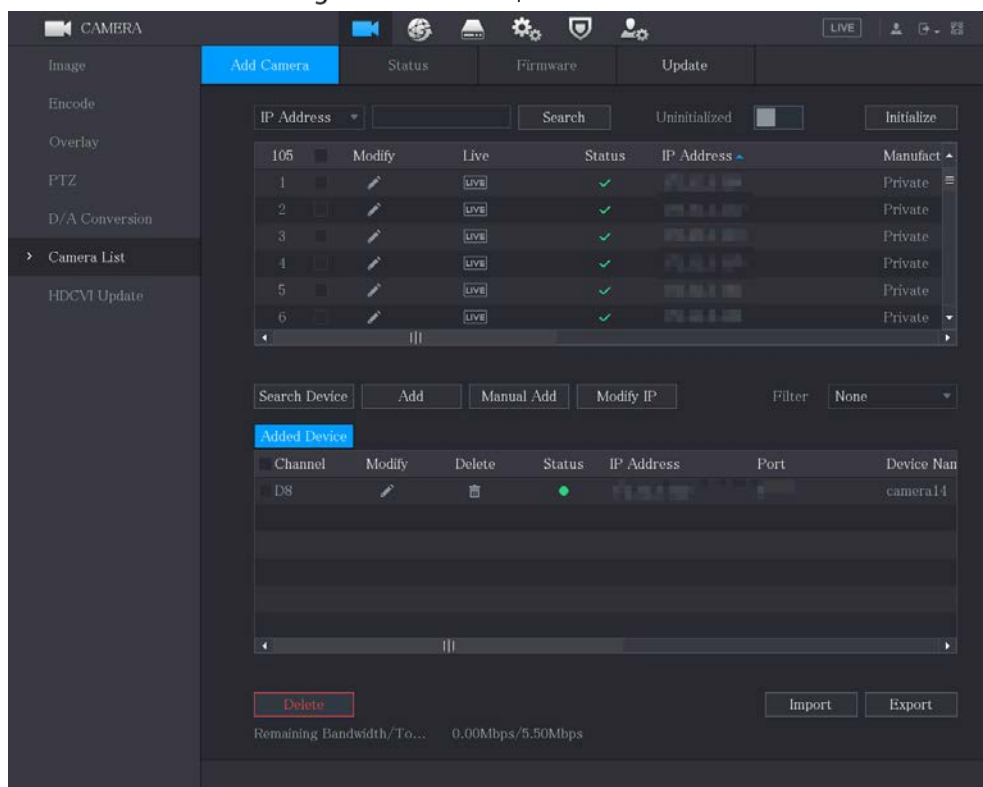 g
CAMERA
LIVE
Image
Encode
Overlay
PTZ
D/A Conversion
Camera List
HDCVI Update
Add Camera Status Firmware Update
IP Address Search Uninitialized Initialize
105 Modify Live Status IP Address Manufact
1 LIVE Private
2 LIVE Private
3 LIVE Private
4 LIVE Private
5 LIVE Private
6 LIVE Private
Search Device Add Manual Add Modify IP Filter None
Added Device
Channel Modify Delete Status IP Address Port Device Nan
D8 camera14
Delete Import Export
Remaining Bandwidth/To... 0.00Mbps/5.50Mbps